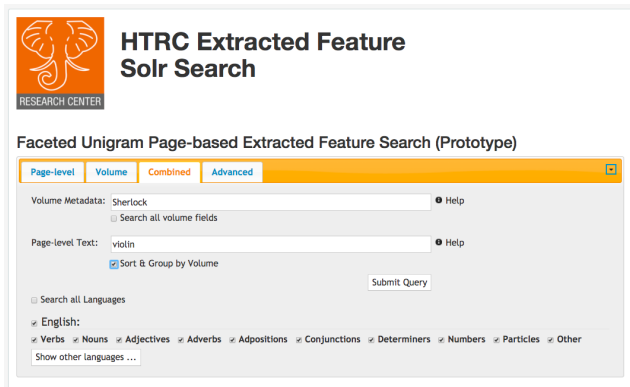 HTRC Extracted Feature
Solr Search
RESEARCH CENTER
Faceted Unigram Page-based Extracted Feature Search (Prototype)
Page-level Volume Combined Advanced
Volume Metadata: Sherlock Help
Search all volume fields
Page-level Text: violin Help
Sort & Group by Volume
Submit Query
Search all Languages
English:
Verbs Nouns Adjectives Adverbs Adpositions Conjunctions Determiners Numbers Particles Other
Show other languages ...